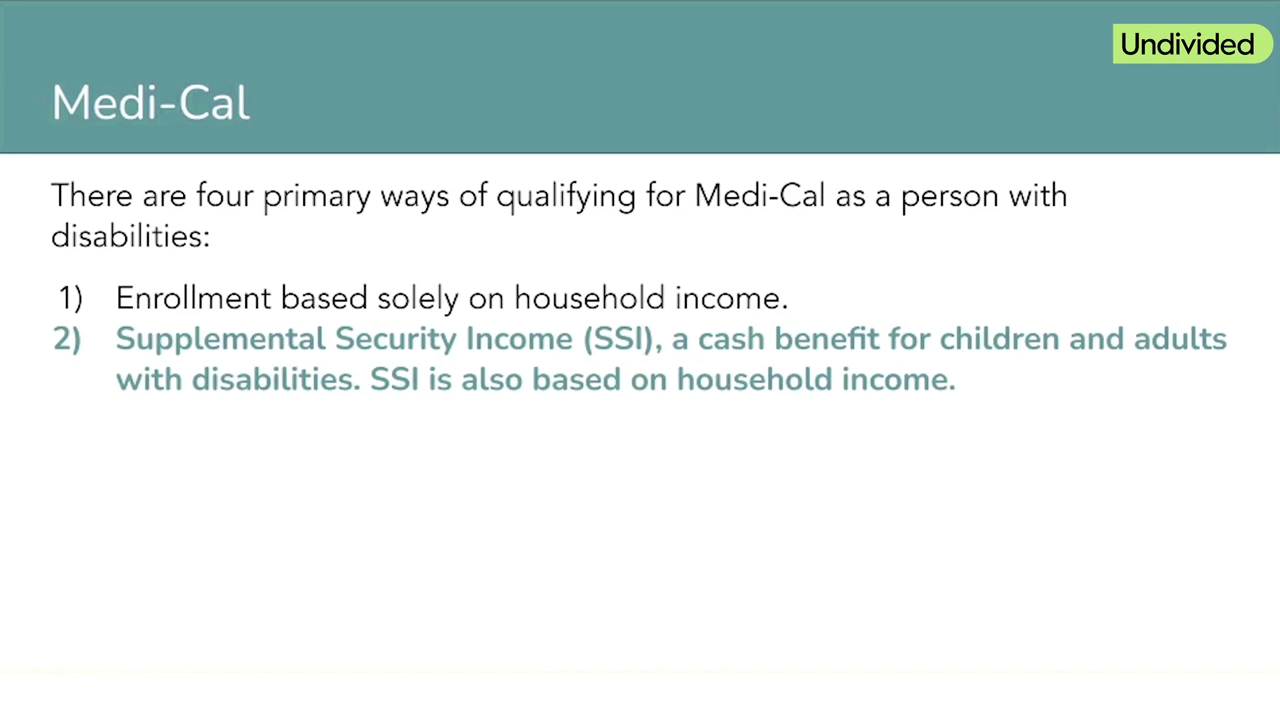 Undivided
Medi-Cal
There are four primary ways of qualifying for Medi-Cal as a person with
disabilities:
1) Enrollment based solely on household income.
2) Supplemental Security Income (SSI), a cash benefit for children and adults
with disabilities. SSI is also based on household income.